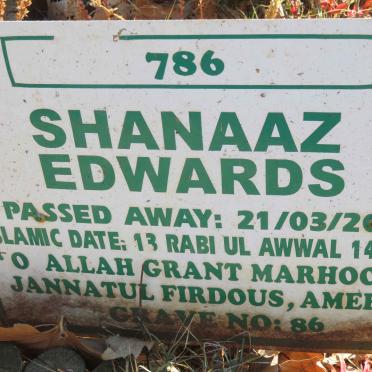 786
SHANAAZ
EDWARDS
PASSED AWAY: 21/03/20
ISLAMIC DATE: 13 RABI UL AWWAL 14
O ALLAH GRANT MARHOO
JANNATUL FIRDOUS, AMEE
GRAVE NO: 86